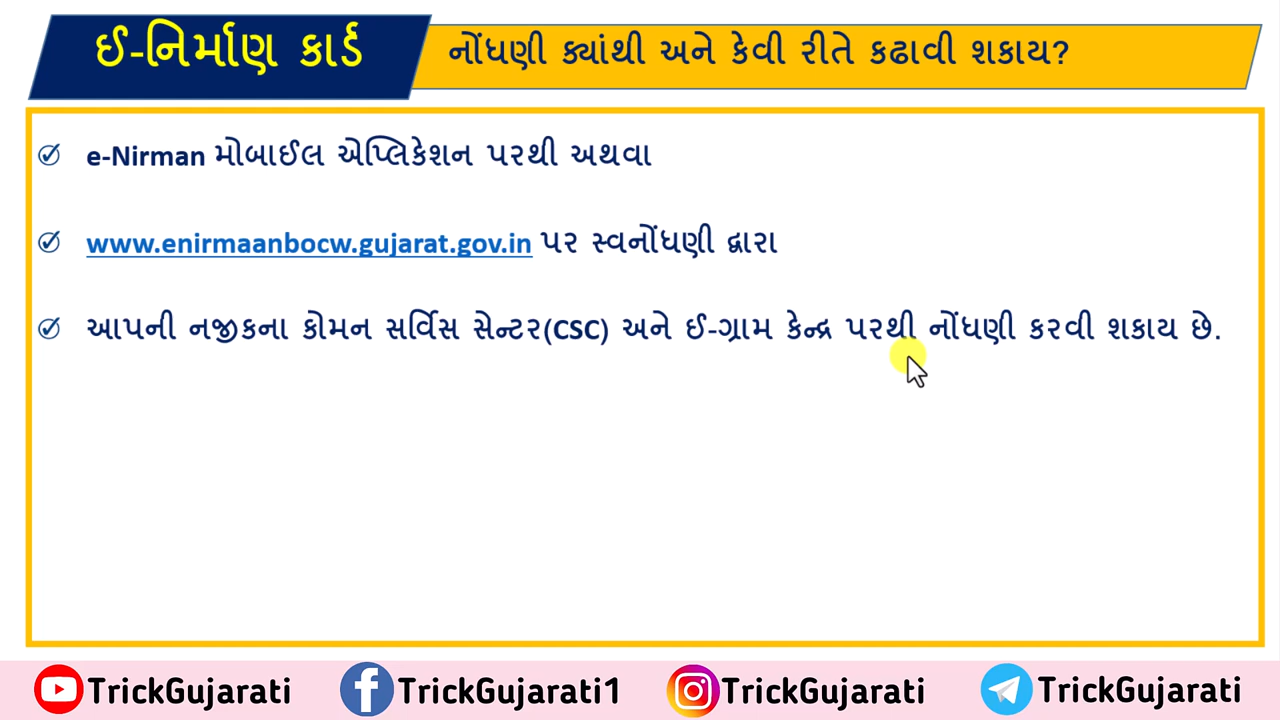 ઈ-નિર્માણ કાર્ડ
નોંધણી ક્યાંથી અને કેવી રીતે કઢાવી શકાય?
e-Nirman મોબાઈલ એપ્લિકેશન પરથી અથવા
www.enirmaanbocw.gujarat.gov.in પર સ્વનોંધણી દ્વારા
આપની નજીકના કોમન સર્વિસ સેન્ટર(CSC) અને ઈ-ગ્રામ કેન્દ્ર પરથી નોંધણી કરવી શકાય છે.
TrickGujarati TrickGujarati1 TrickGujarati TrickGujarati